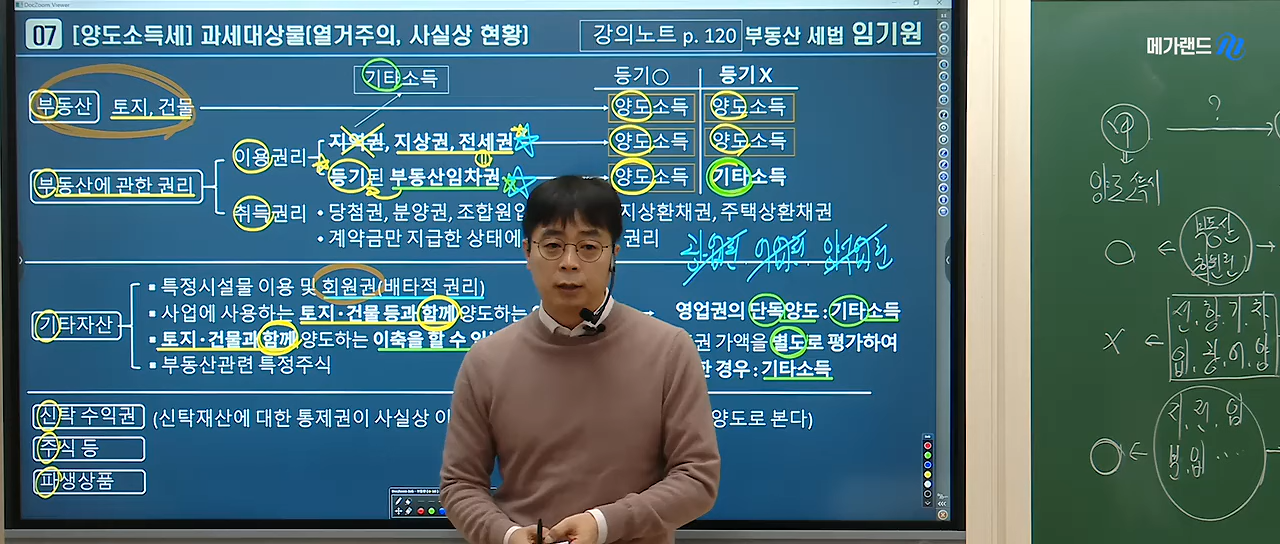 DocZoom Viewer
07 [양도소득세] 과세대상물[열거주의, 사실상 현황]
강의노트 p. 120 부동산 세법 임기원
메가랜드
기타소득
등기○ 등기X
부동산 토지, 건물 양도소득 양도소득
이용권리 지역권, 지상권, 전세권 양도소득 양도소득
부동산에 관한 권리
등기된 부동산임차권 양도소득 기타소득
취득권리 • 당첨권, 분양권, 조합원입 지상환채권, 주택상환채권
• 계약금만 지급한 상태에 권리
광업권 어업권
기타자산
▪ 특정시설물 이용 및 회원권(배타적 권리)
▪ 사업에 사용하는 토지·건물 등과 함께 양도하는 영업권의 단독양도 : 기타소득
▪ 토지·건물과 함께 양도하는 이축을 할 수 있 권 가액을 별도로 평가하여
▪ 부동산관련 특정주식 한 경우 : 기타소득
신탁 수익권 (신탁재산에 대한 통제권이 사실상 이 양도로 본다)
주식 등
파생상품
?
부동산